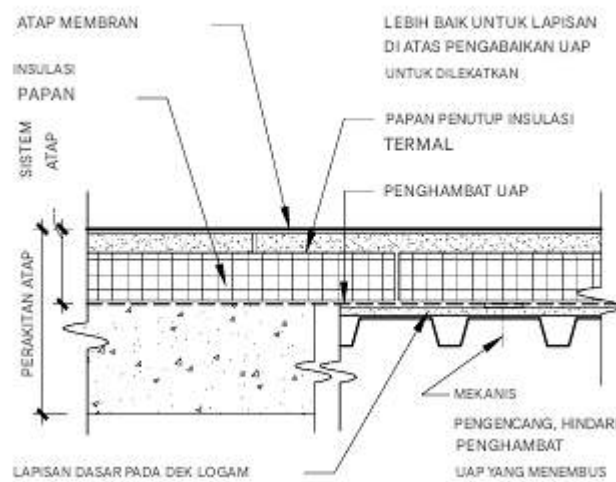 ATAP MEMBRAN
LEBIH BAIK UNTUK LAPISAN
DI ATAS PENGABAIKAN UAP
UNTUK DILEKATKAN
INSULASI
PAPAN
PAPAN PENUTUP INSULASI
TERMAL
SISTEM
ATAP
PENGHAMBAT UAP
PERAKITAN ATAP
MEKANIS
PENGENCANG, HINDARI
PENGHAMBAT
UAP YANG MENEMBUS
LAPISAN DASAR PADA DEK LOGAM